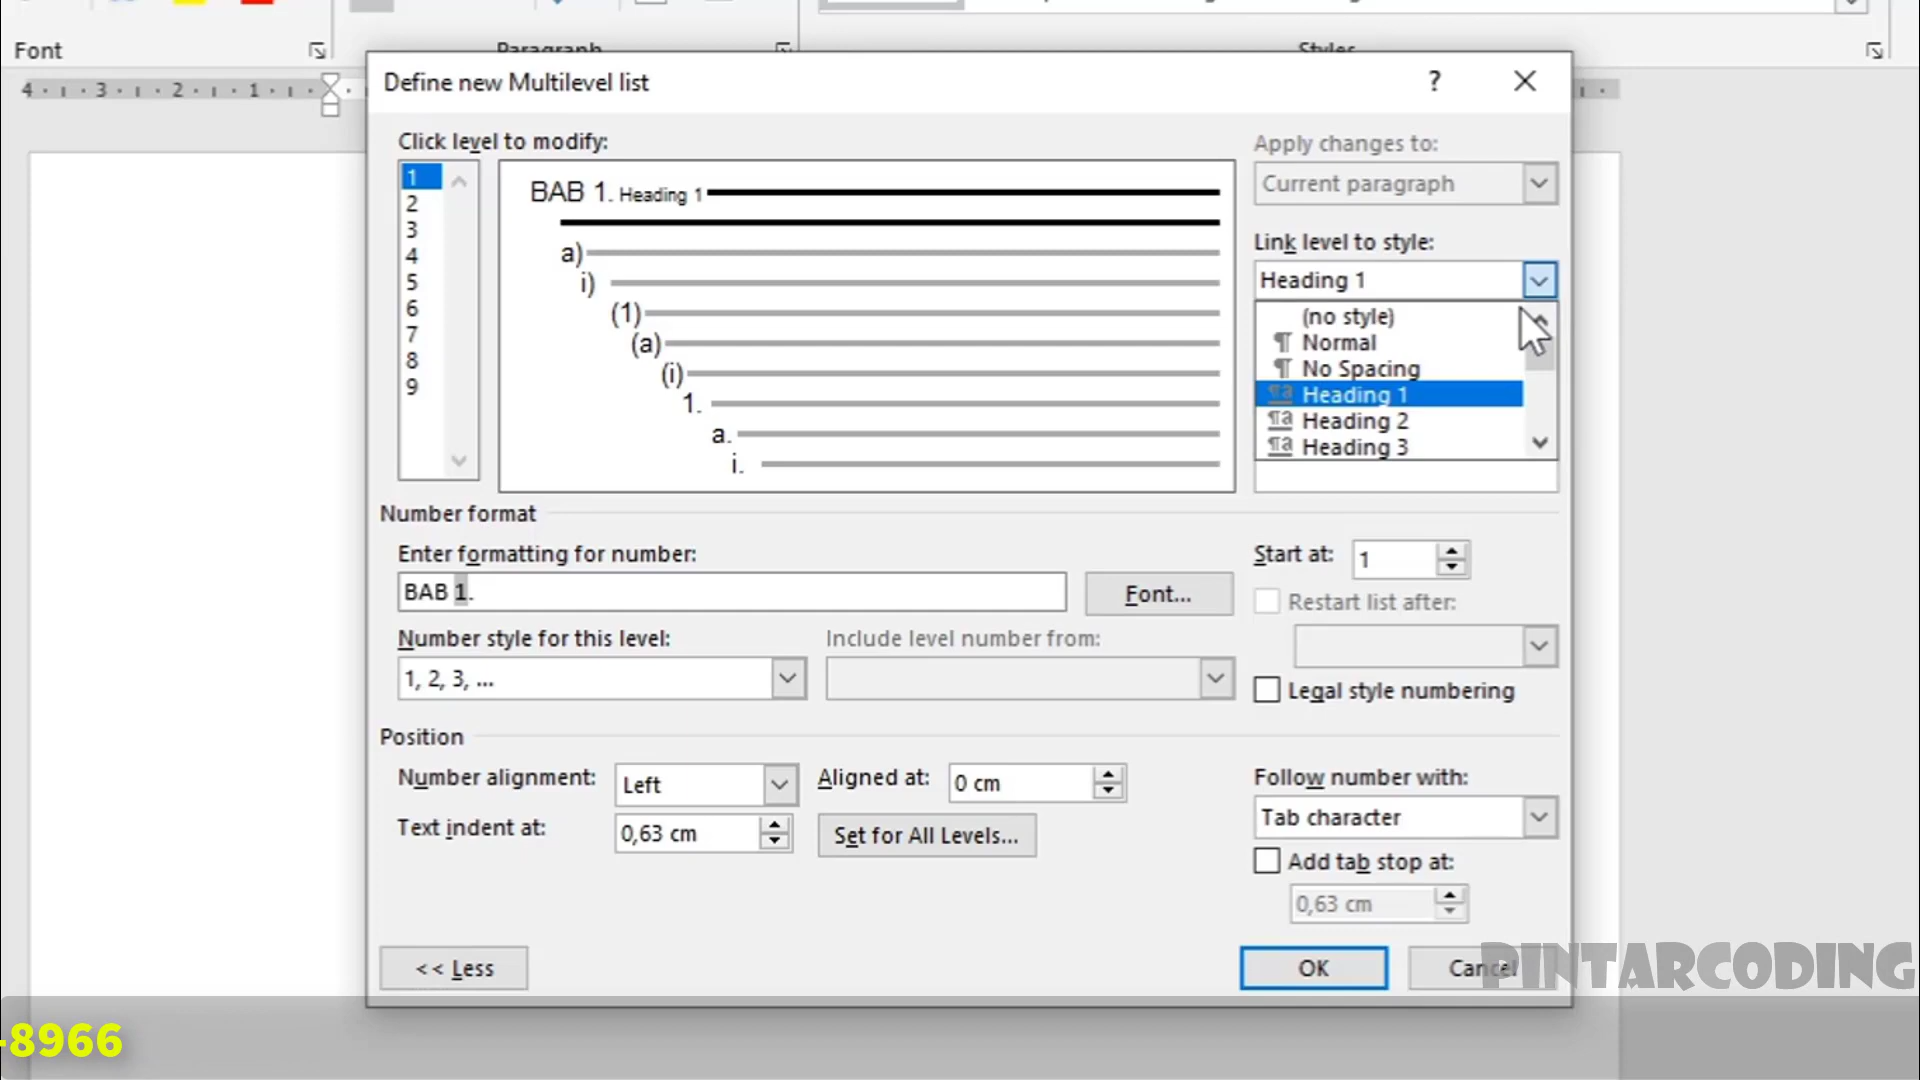 Font
Paragraph
Styles
4 3 2 1
Define new Multilevel list
?
Click level to modify:
1
2
3
4
5
6
7
8
9
BAB 1. Heading 1
a)
i)
(1)
(a)
(i)
1.
a.
i.
Apply changes to:
Current paragraph
Link level to style:
Heading 1
(no style)
Normal
No Spacing
Heading 1
Heading 2
Heading 3
Number format
Enter formatting for number:
BAB 1.
Font...
Start at: 1
Restart list after:
Number style for this level:
Include level number from:
1, 2, 3, ...
Legal style numbering
Position
Number alignment: Left
Aligned at: 0 cm
Follow number with:
Tab character
Text indent at: 0,63 cm
Set for All Levels...
Add tab stop at:
0,63 cm
<< Less
OK
Cancel
PINTARCODING
-8966